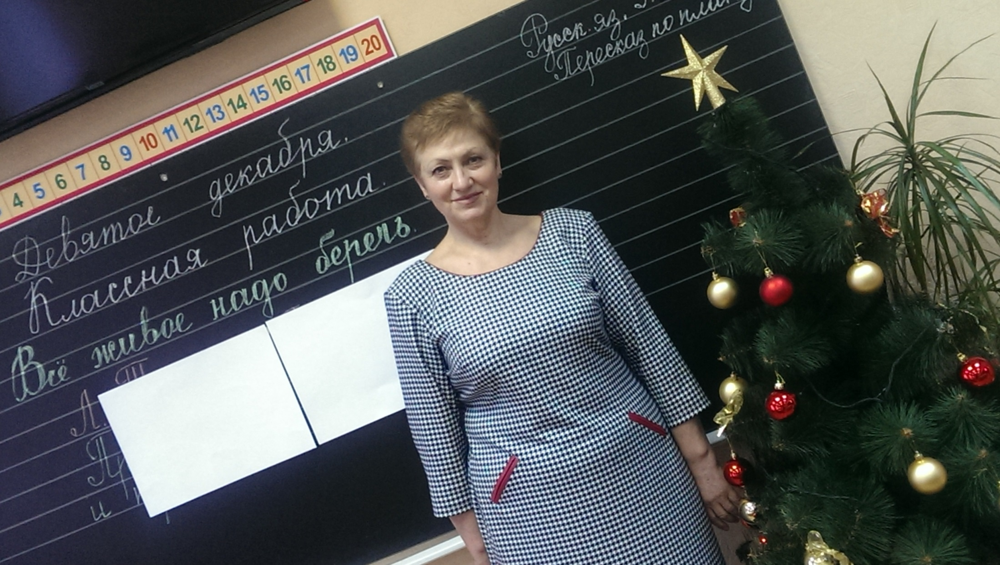 4 5 6 7 8 9 10 11 12 13 14 15 16 17 18 19 20
Девятое декабря.
Классная работа.
Всё живое надо беречь.
Л.
и
Русск. яз.
Пересказ по плану